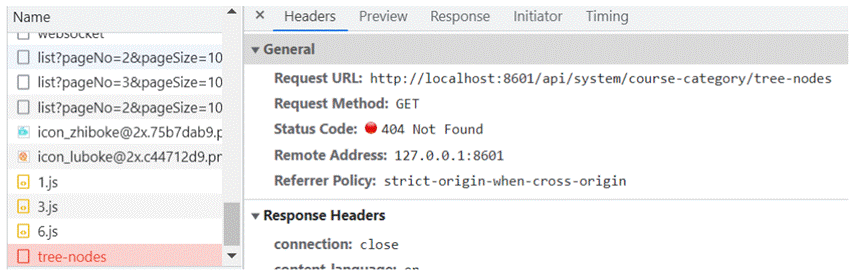 Name
websocket
list?pageNo=2&pageSize=10
list?pageNo=3&pageSize=10
list?pageNo=2&pageSize=10
icon_zhiboke@2x.75b7dab9.p
icon_luboke@2x.c44712d9.pr
1.js
3.js
6.js
tree-nodes
× Headers Preview Response Initiator Timing
General
Request URL: http://localhost:8601/api/system/course-category/tree-nodes
Request Method: GET
Status Code: 404 Not Found
Remote Address: 127.0.0.1:8601
Referrer Policy: strict-origin-when-cross-origin
Response Headers
connection: close
content-language: en